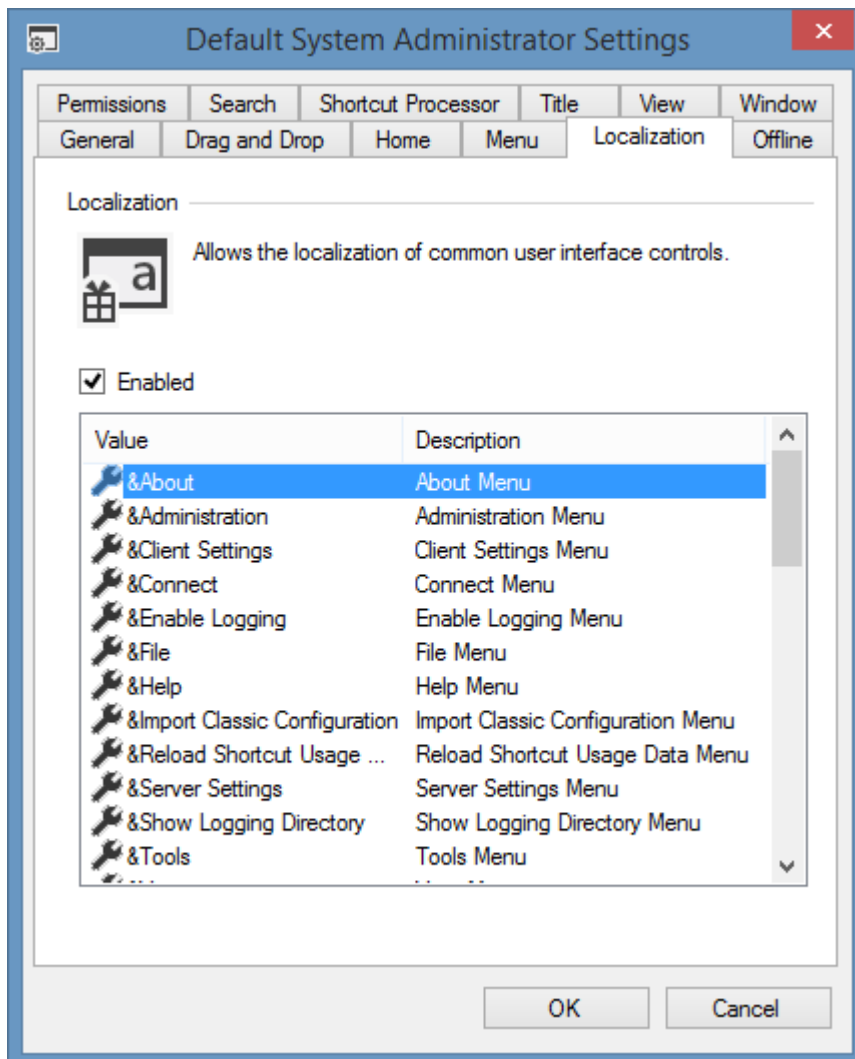 Default System Administrator Settings
Permissions Search Shortcut Processor Title View Window
General Drag and Drop Home Menu Localization Offline
Localization
a Allows the localization of common user interface controls.
Enabled
Value Description
&About About Menu
&Administration Administration Menu
&Client Settings Client Settings Menu
&Connect Connect Menu
&Enable Logging Enable Logging Menu
&File File Menu
&Help Help Menu
&Import Classic Configuration Import Classic Configuration Menu
&Reload Shortcut Usage ... Reload Shortcut Usage Data Menu
&Server Settings Server Settings Menu
&Show Logging Directory Show Logging Directory Menu
&Tools Tools Menu
OK Cancel